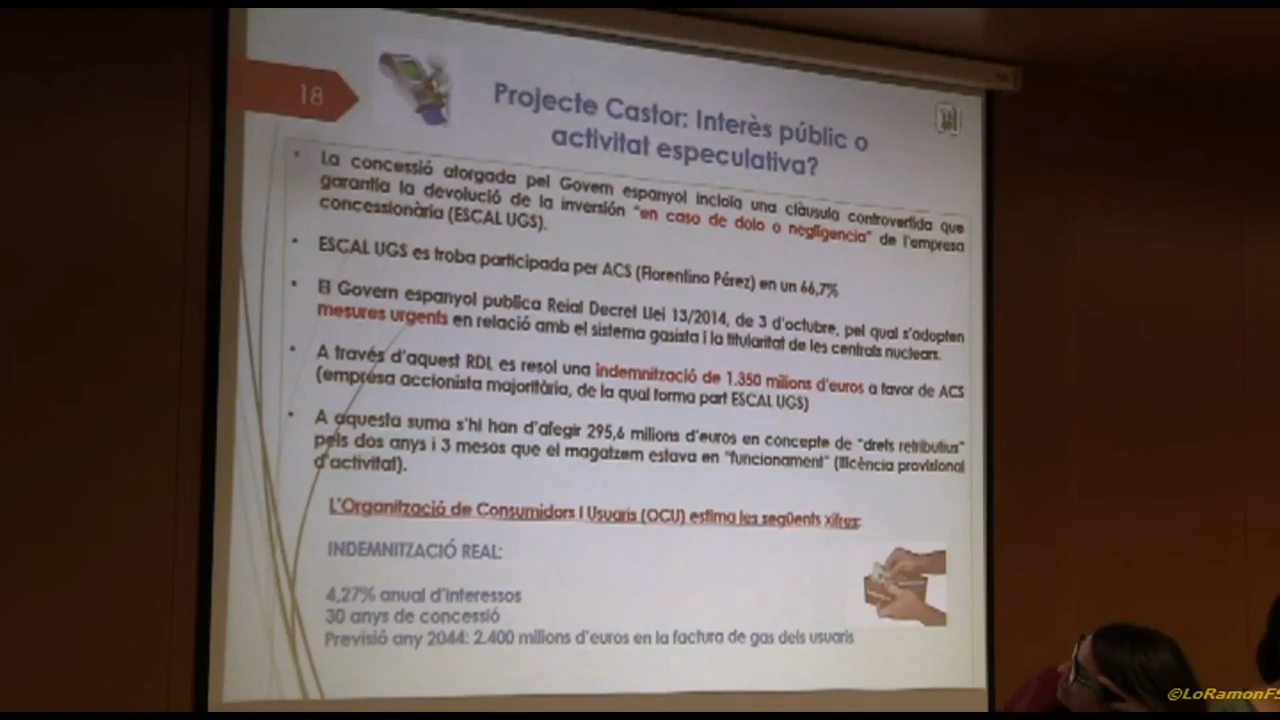 18
Projecte Castor: Interès públic o
activitat especulativa?
• La concessió atorgada pel Govern espanyol incloïa una clàusula controvertida que
garantia la devolució de la inversión "en caso de dolo o negligencia" de l'empresa
concessionària (ESCAL UGS).
• ESCAL UGS es troba participada per ACS (Florentino Pérez) en un 66,7%
• El Govern espanyol publica Reial Decret Llei 13/2014, de 3 d'octubre, pel qual s'adopten
mesures urgents en relació amb el sistema gasista i la titularitat de les centrals nuclears.
• A través d'aquest RDL es resol una indemnització de 1.350 milions d'euros a favor de ACS
(empresa accionista majoritària, de la qual forma part ESCAL UGS)
• A aquesta suma s'hi han d'afegir 295,6 milions d'euros en concepte de "drets retributius"
pels dos anys i 3 mesos que el magatzem estava en "funcionament" (llicència provisional
d'activitat).
L'Organització de Consumidors i Usuaris (OCU) estima les següents xifres:
INDEMNITZACIÓ REAL:
4,27% anual d'interessos
30 anys de concessió
Previsió any 2044: 2.400 milions d'euros en la factura de gas dels usuaris
©LoRamonFS